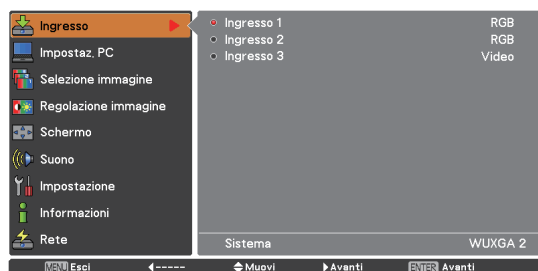 Ingresso
Impostaz. PC
Selezione immagine
Regolazione immagine
Schermo
Suono
Impostazione
Informazioni
Rete
Ingresso 1 RGB
Ingresso 2 RGB
Ingresso 3 Video
Sistema WUXGA 2
MENU Esci ----- Muovi Avanti ENTER Avanti